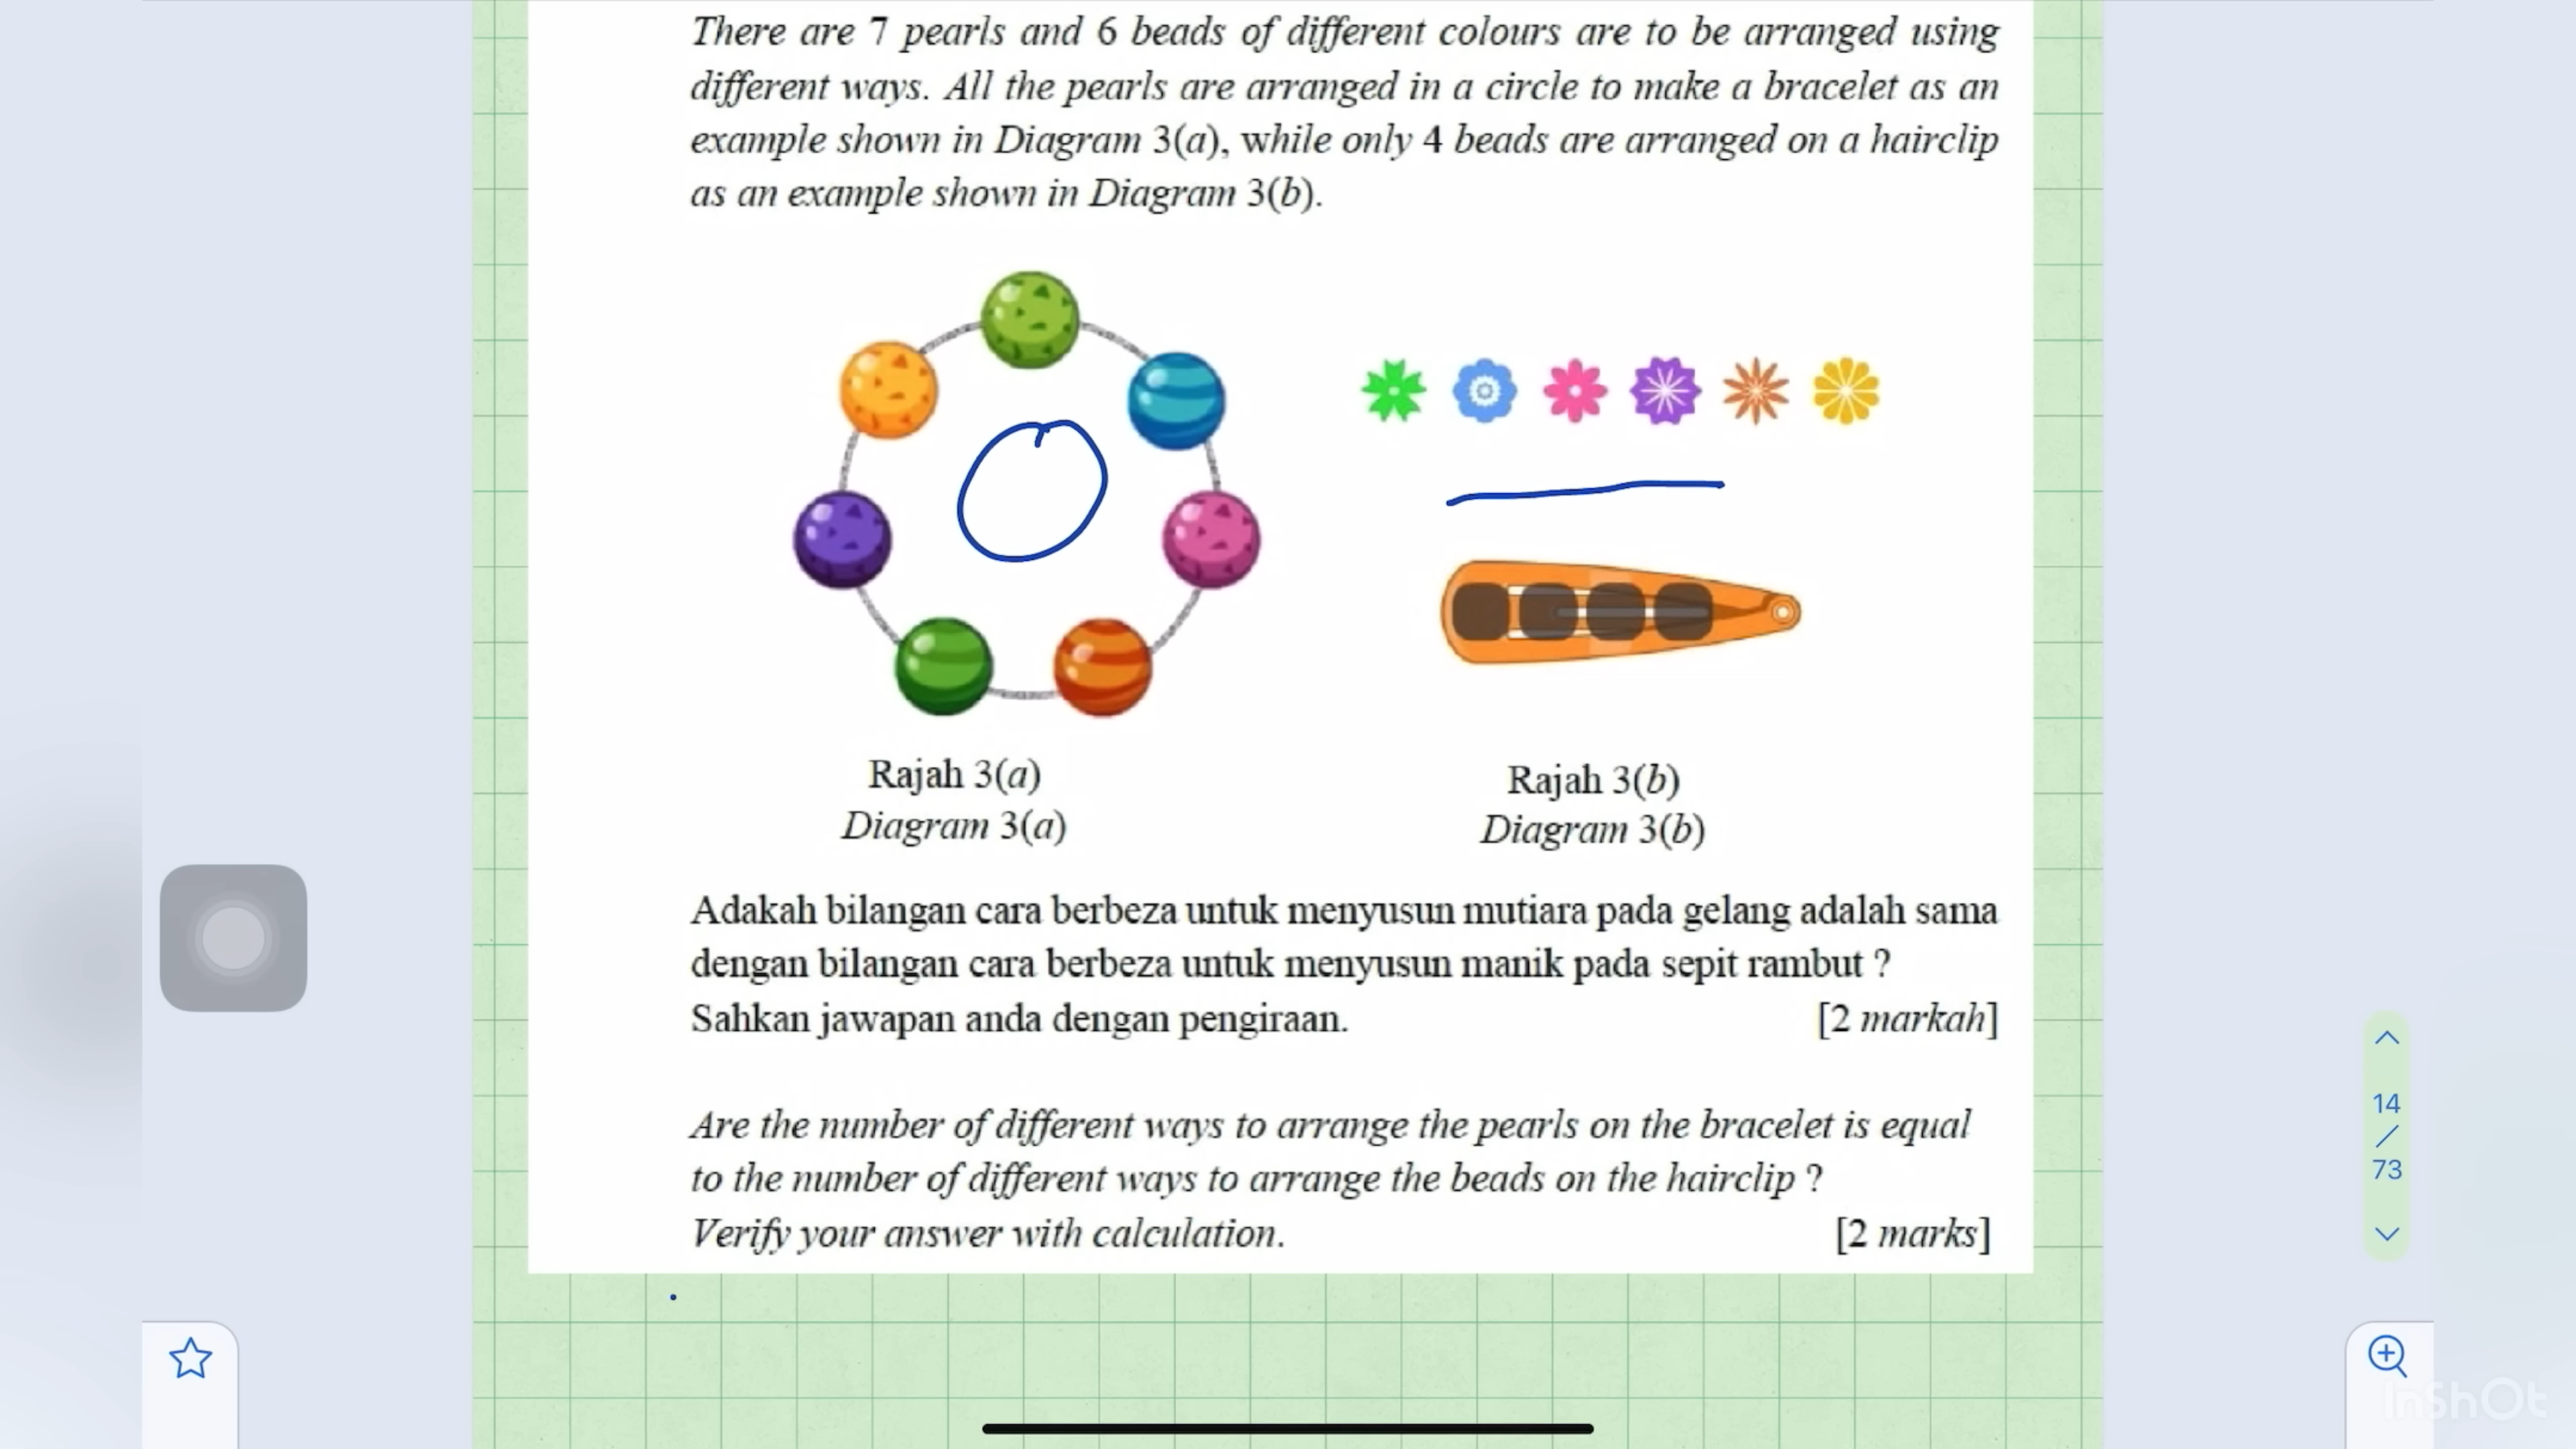 There are 7 pearls and 6 beads of different colours are to be arranged using
different ways. All the pearls are arranged in a circle to make a bracelet as an
example shown in Diagram 3(a), while only 4 beads are arranged on a hairclip
as an example shown in Diagram 3(b).
Rajah 3(a)
Diagram 3(a)
Rajah 3(b)
Diagram 3(b)
Adakah bilangan cara berbeza untuk menyusun mutiara pada gelang adalah sama
dengan bilangan cara berbeza untuk menyusun manik pada sepit rambut ?
Sahkan jawapan anda dengan pengiraan. [2 markah]
Are the number of different ways to arrange the pearls on the bracelet is equal
to the number of different ways to arrange the beads on the hairclip ?
Verify your answer with calculation. [2 marks]
14
/
73
InShOt